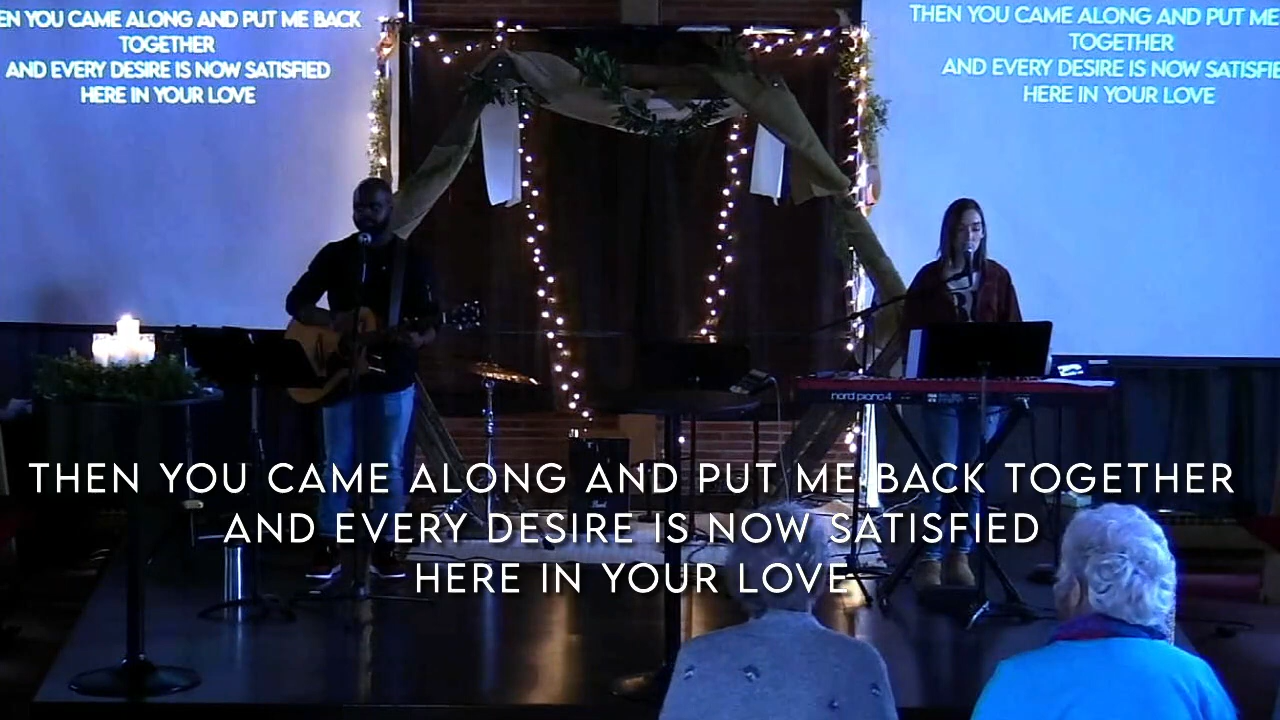 EN YOU CAME ALONG AND PUT ME BACK
TOGETHER
AND EVERY DESIRE IS NOW SATISFIED
HERE IN YOUR LOVE
THEN YOU CAME ALONG AND PUT ME
TOGETHER
AND EVERY DESIRE IS NOW SATISFIE
HERE IN YOUR LOVE
nord piano 4
THEN YOU CAME ALONG AND PUT ME BACK TOGETHER
AND EVERY DESIRE IS NOW SATISFIED
HERE IN YOUR LOVE